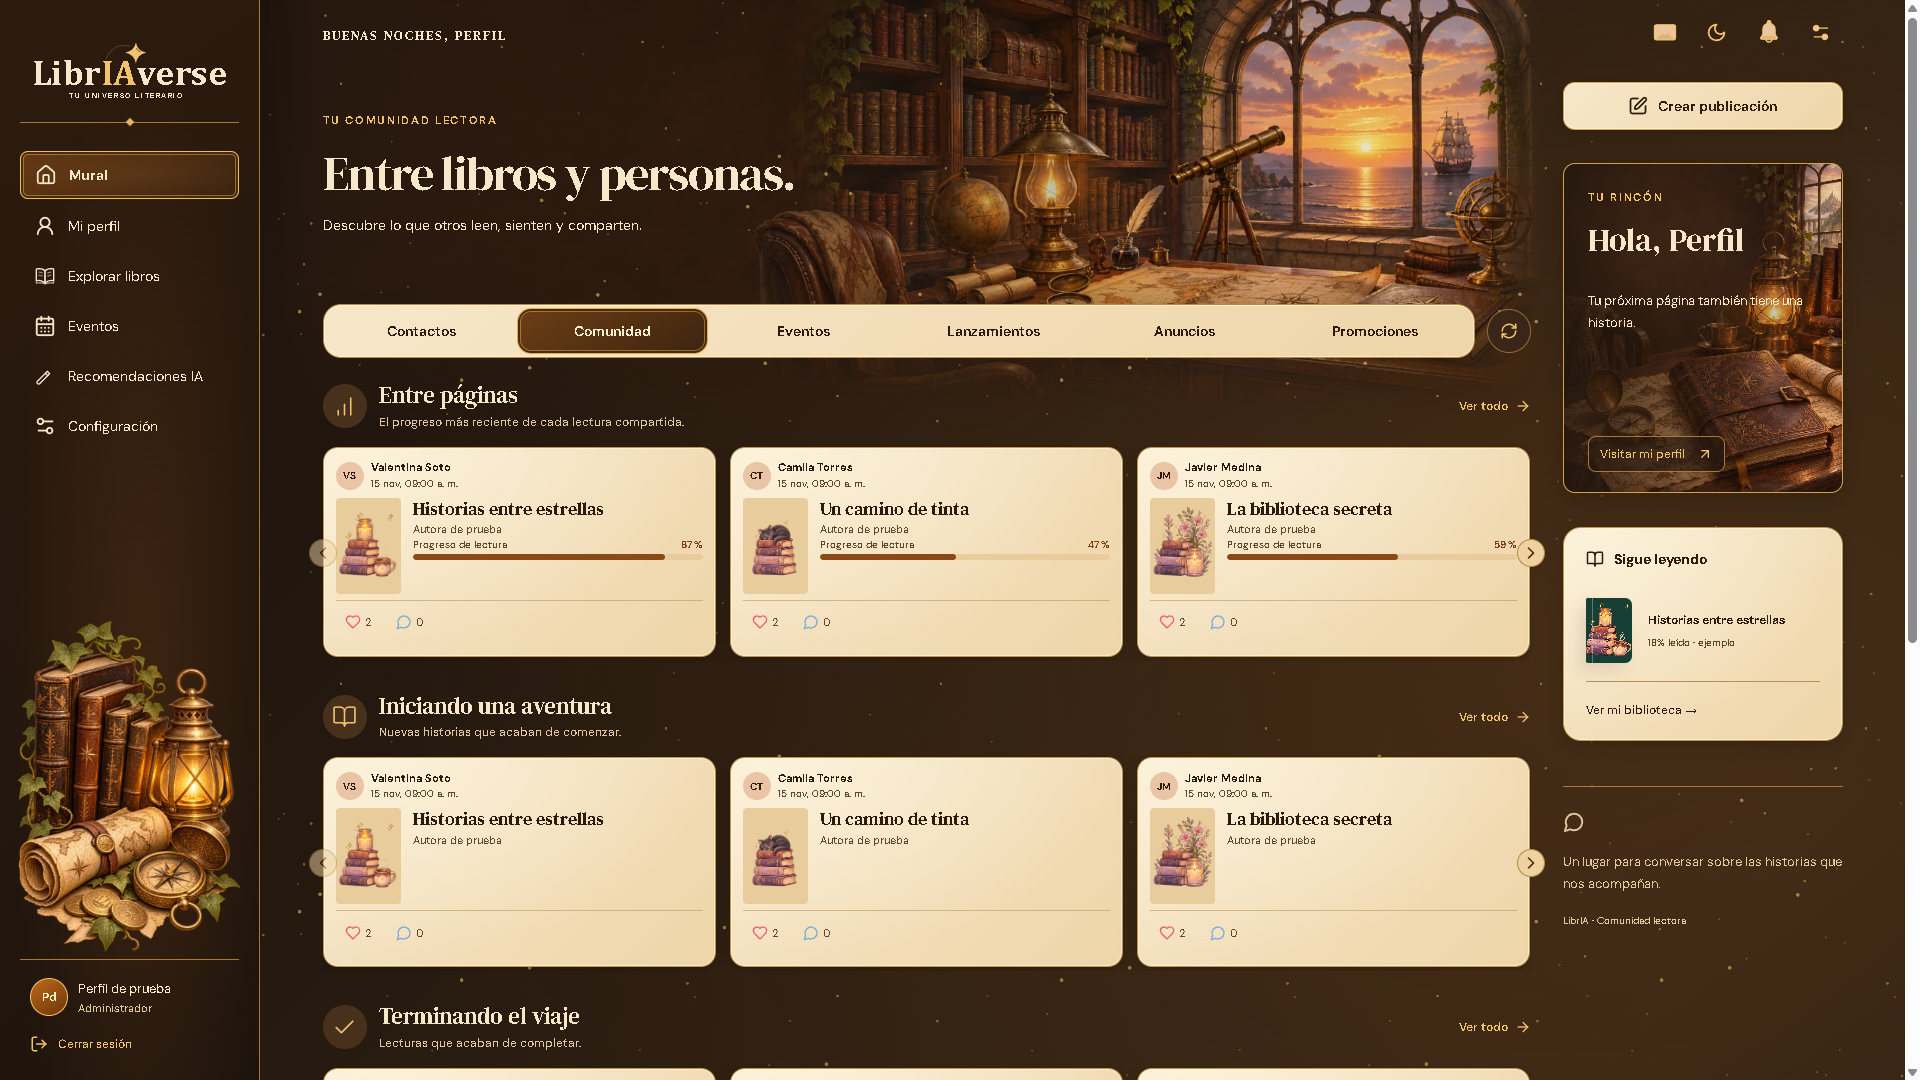 LibrIAverse
TU UNIVERSO LITERARIO
Mural
Mi perfil
Explorar libros
Eventos
Recomendaciones IA
Configuración
Pd
Perfil de prueba
Administrador
Cerrar sesión
BUENAS NOCHES, PERFIL
TU COMUNIDAD LECTORA
Entre libros y personas.
Descubre lo que otros leen, sienten y comparten.
Contactos
Comunidad
Eventos
Lanzamientos
Anuncios
Promociones
Entre páginas
El progreso más reciente de cada lectura compartida.
Ver todo →
VS
Valentina Soto
15 nov, 09:00 a. m.
Historias entre estrellas
Autora de prueba
Progreso de lectura 87 %
2 0
CT
Camila Torres
15 nov, 09:00 a. m.
Un camino de tinta
Autora de prueba
Progreso de lectura 47 %
2 0
JM
Javier Medina
15 nov, 09:00 a. m.
La biblioteca secreta
Autora de prueba
Progreso de lectura 59 %
2 0
Iniciando una aventura
Nuevas historias que acaban de comenzar.
Ver todo →
VS
Valentina Soto
15 nov, 09:00 a. m.
Historias entre estrellas
Autora de prueba
2 0
CT
Camila Torres
15 nov, 09:00 a. m.
Un camino de tinta
Autora de prueba
2 0
JM
Javier Medina
15 nov, 09:00 a. m.
La biblioteca secreta
Autora de prueba
2 0
Terminando el viaje
Lecturas que acaban de completar.
Ver todo →
Crear publicación
TU RINCÓN
Hola, Perfil
Tu próxima página también tiene una
historia.
Visitar mi perfil
Sigue leyendo
Historias entre estrellas
18% leído · ejemplo
Ver mi biblioteca →
Un lugar para conversar sobre las historias que
nos acompañan.
LibrIA · Comunidad lectora